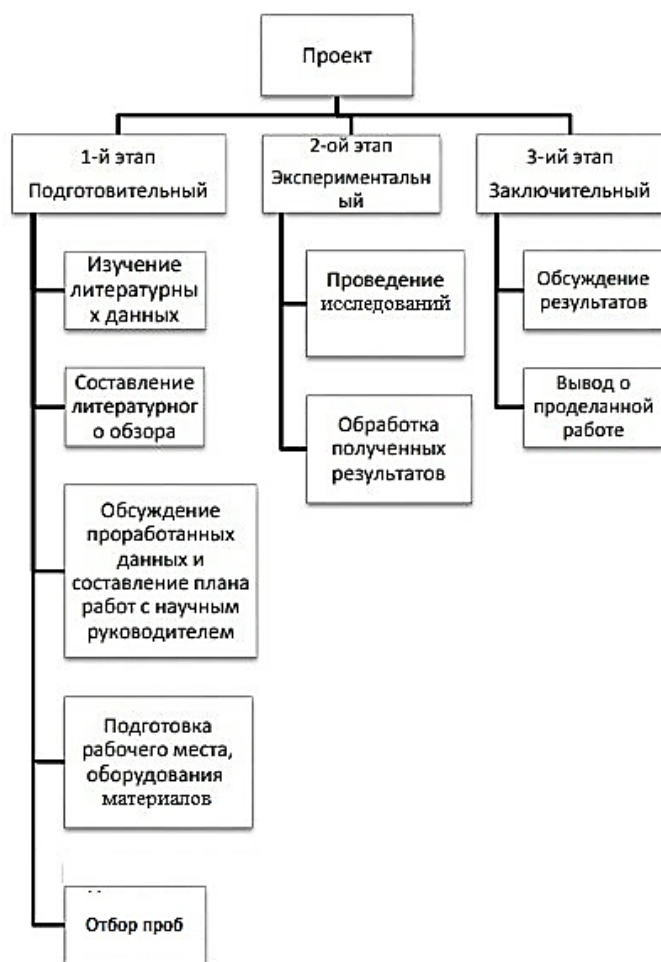 Проект
1-й этап
Подготовительный
Изучение
литературны
х данных
Составление
литературног
о обзора
Обсуждение
проработанных
данных и
составление плана
работ с научным
руководителем
Подготовка
рабочего места,
оборудования
материалов
Отбор проб
2-ой этап
Экспериментальн
ый
Проведение
исследований
Обработка
полученных
результатов
3-ий этап
Заключительный
Обсуждение
результатов
Вывод о
проделанной
работе